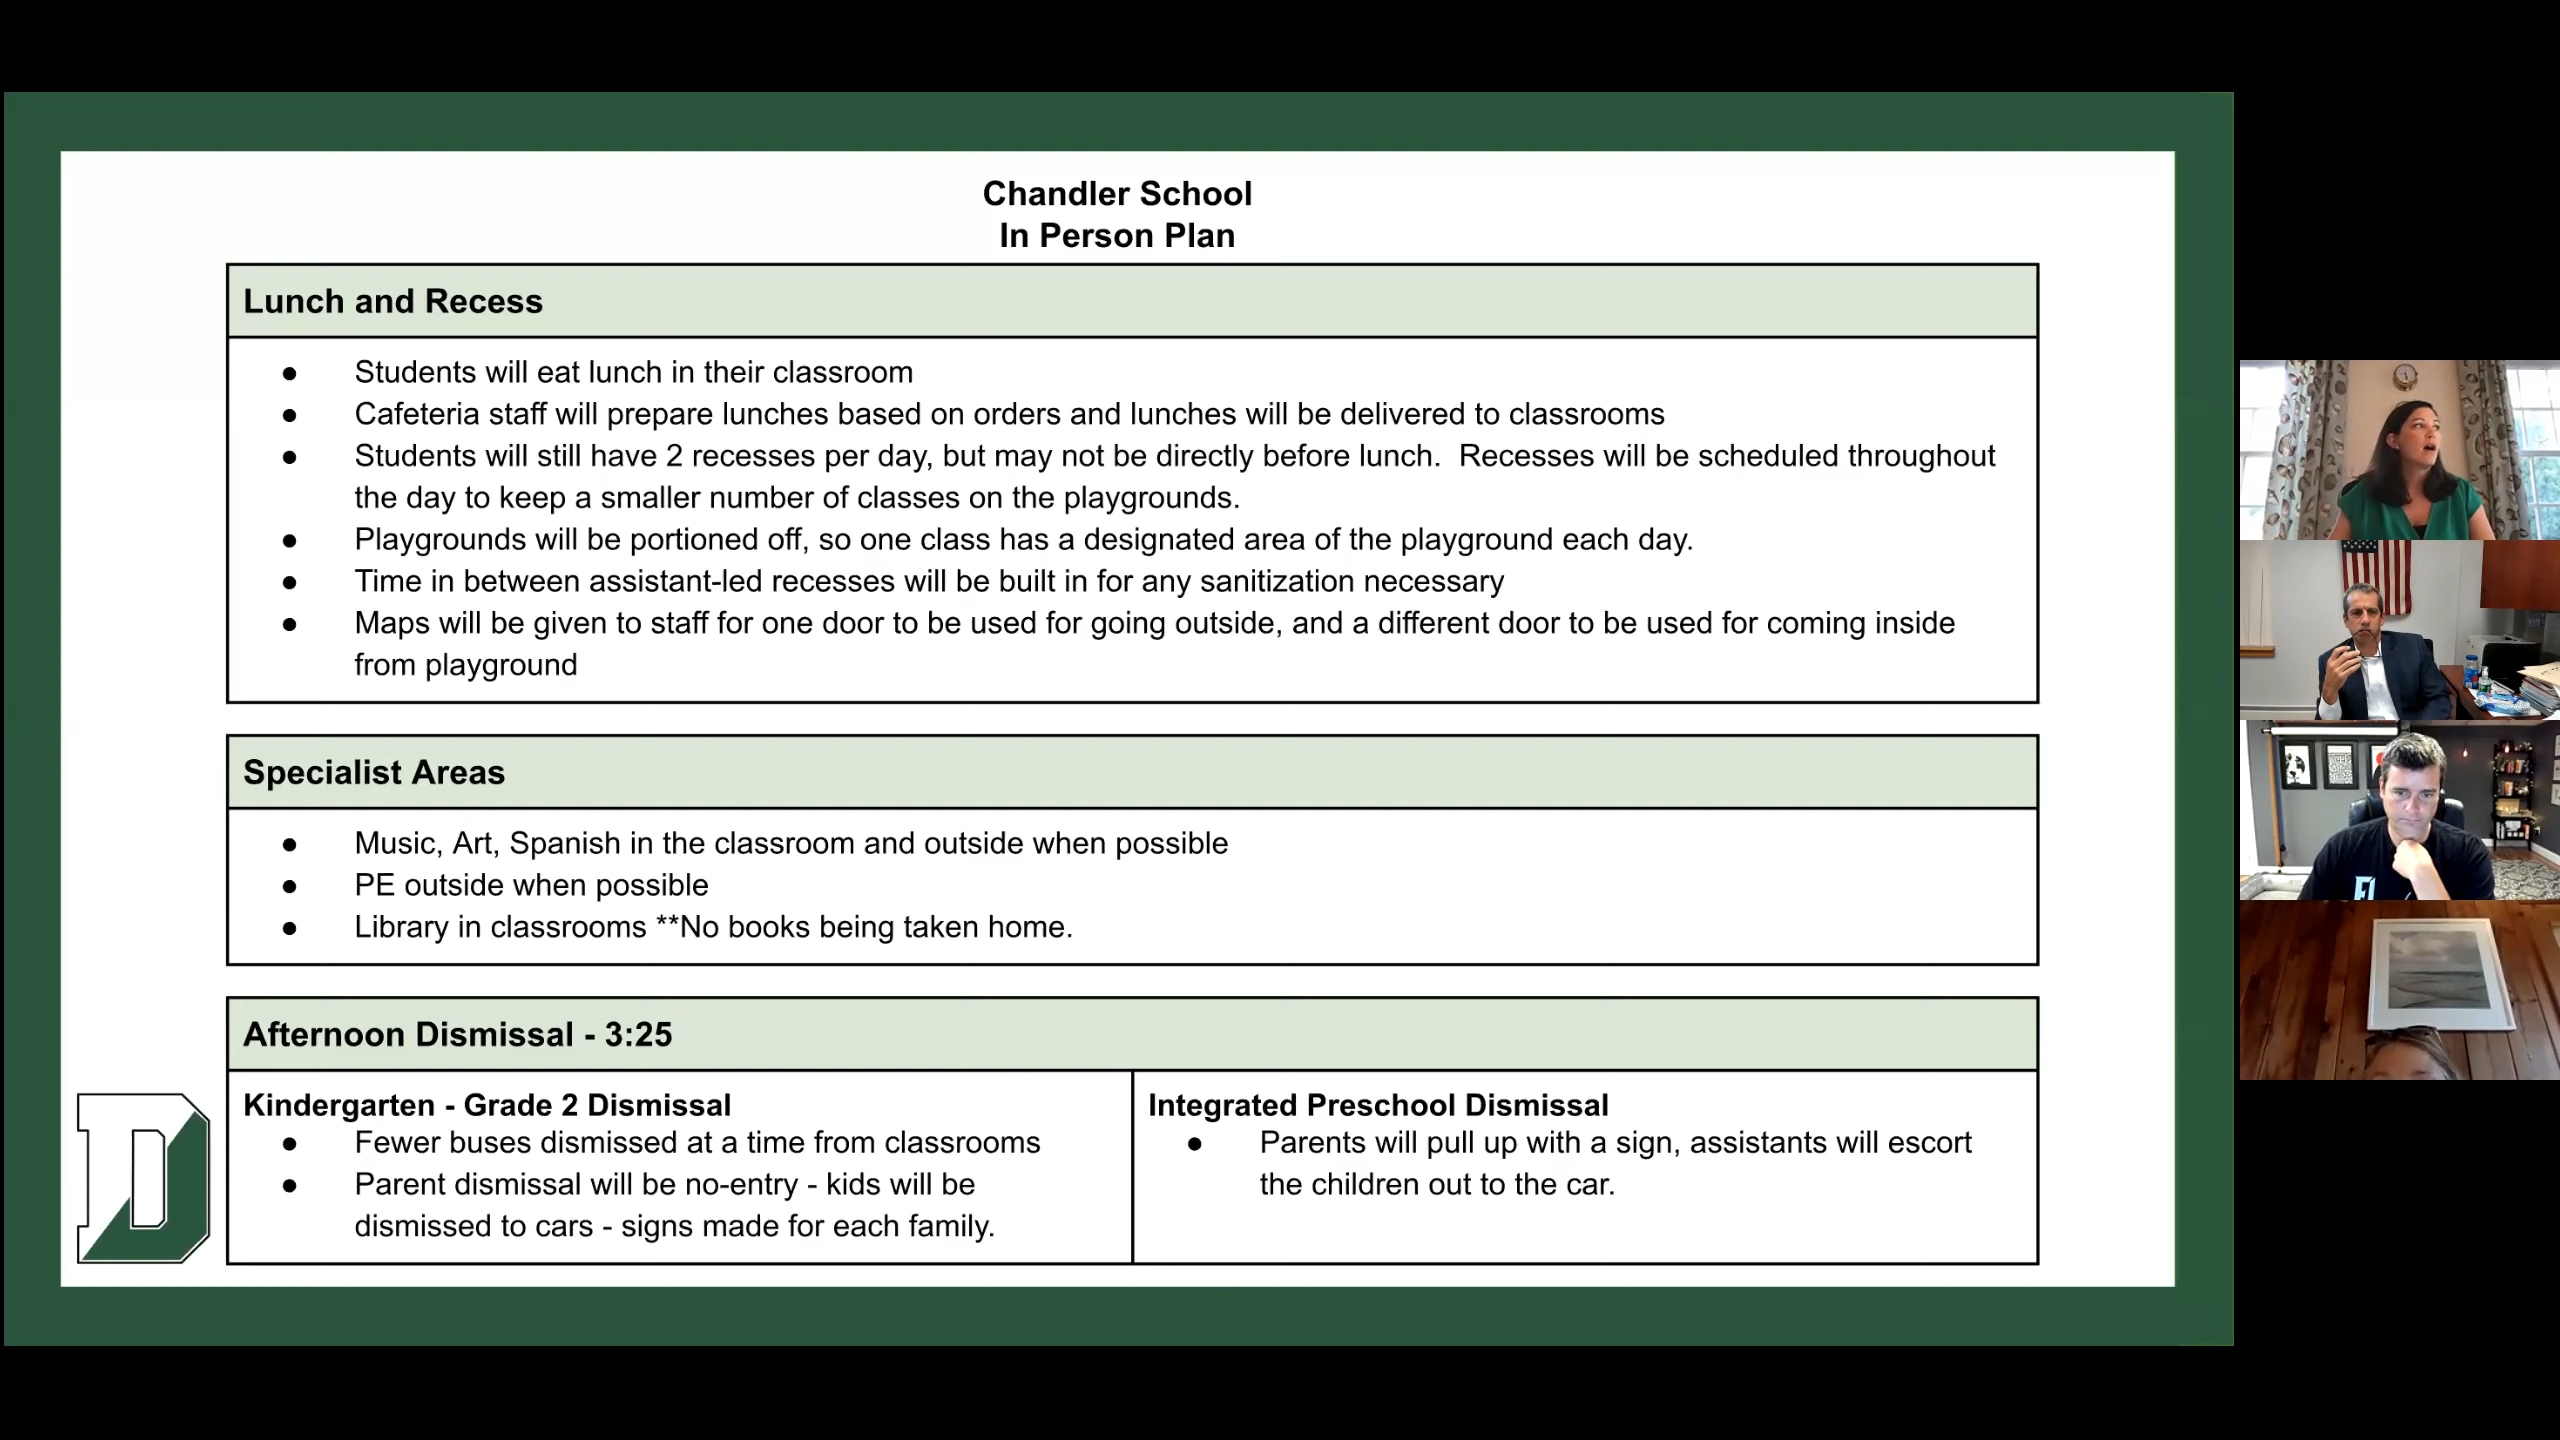 Chandler School
In Person Plan
Lunch and Recess
● Students will eat lunch in their classroom
● Cafeteria staff will prepare lunches based on orders and lunches will be delivered to classrooms
● Students will still have 2 recesses per day, but may not be directly before lunch.  Recesses will be scheduled throughout
the day to keep a smaller number of classes on the playgrounds.
● Playgrounds will be portioned off, so one class has a designated area of the playground each day.
● Time in between assistant-led recesses will be built in for any sanitization necessary
● Maps will be given to staff for one door to be used for going outside, and a different door to be used for coming inside
from playground
Specialist Areas
● Music, Art, Spanish in the classroom and outside when possible
● PE outside when possible
● Library in classrooms **No books being taken home.
Afternoon Dismissal - 3:25
Kindergarten - Grade 2 Dismissal
● Fewer buses dismissed at a time from classrooms
● Parent dismissal will be no-entry - kids will be
dismissed to cars - signs made for each family.
Integrated Preschool Dismissal
● Parents will pull up with a sign, assistants will escort
the children out to the car.
D